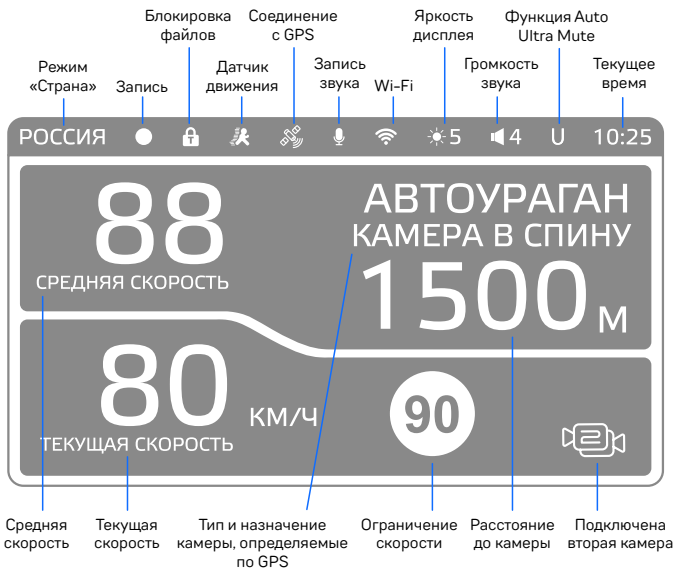 Блокировка
файлов
Соединение
с GPS
Яркость
дисплея
Функция Auto
Ultra Mute
Режим
«Страна»
Запись
Датчик
движения
Запись
звука
Wi-Fi
Громкость
звука
Текущее
время
РОССИЯ 5 4 U 10:25
88
СРЕДНЯЯ СКОРОСТЬ
АВТОУРАГАН
КАМЕРА В СПИНУ
1500 М
80 КМ/Ч
ТЕКУЩАЯ СКОРОСТЬ
90
2
Средняя
скорость
Текущая
скорость
Тип и назначение
камеры, определяемые
по GPS
Ограничение
скорости
Расстояние
до камеры
Подключена
вторая камера